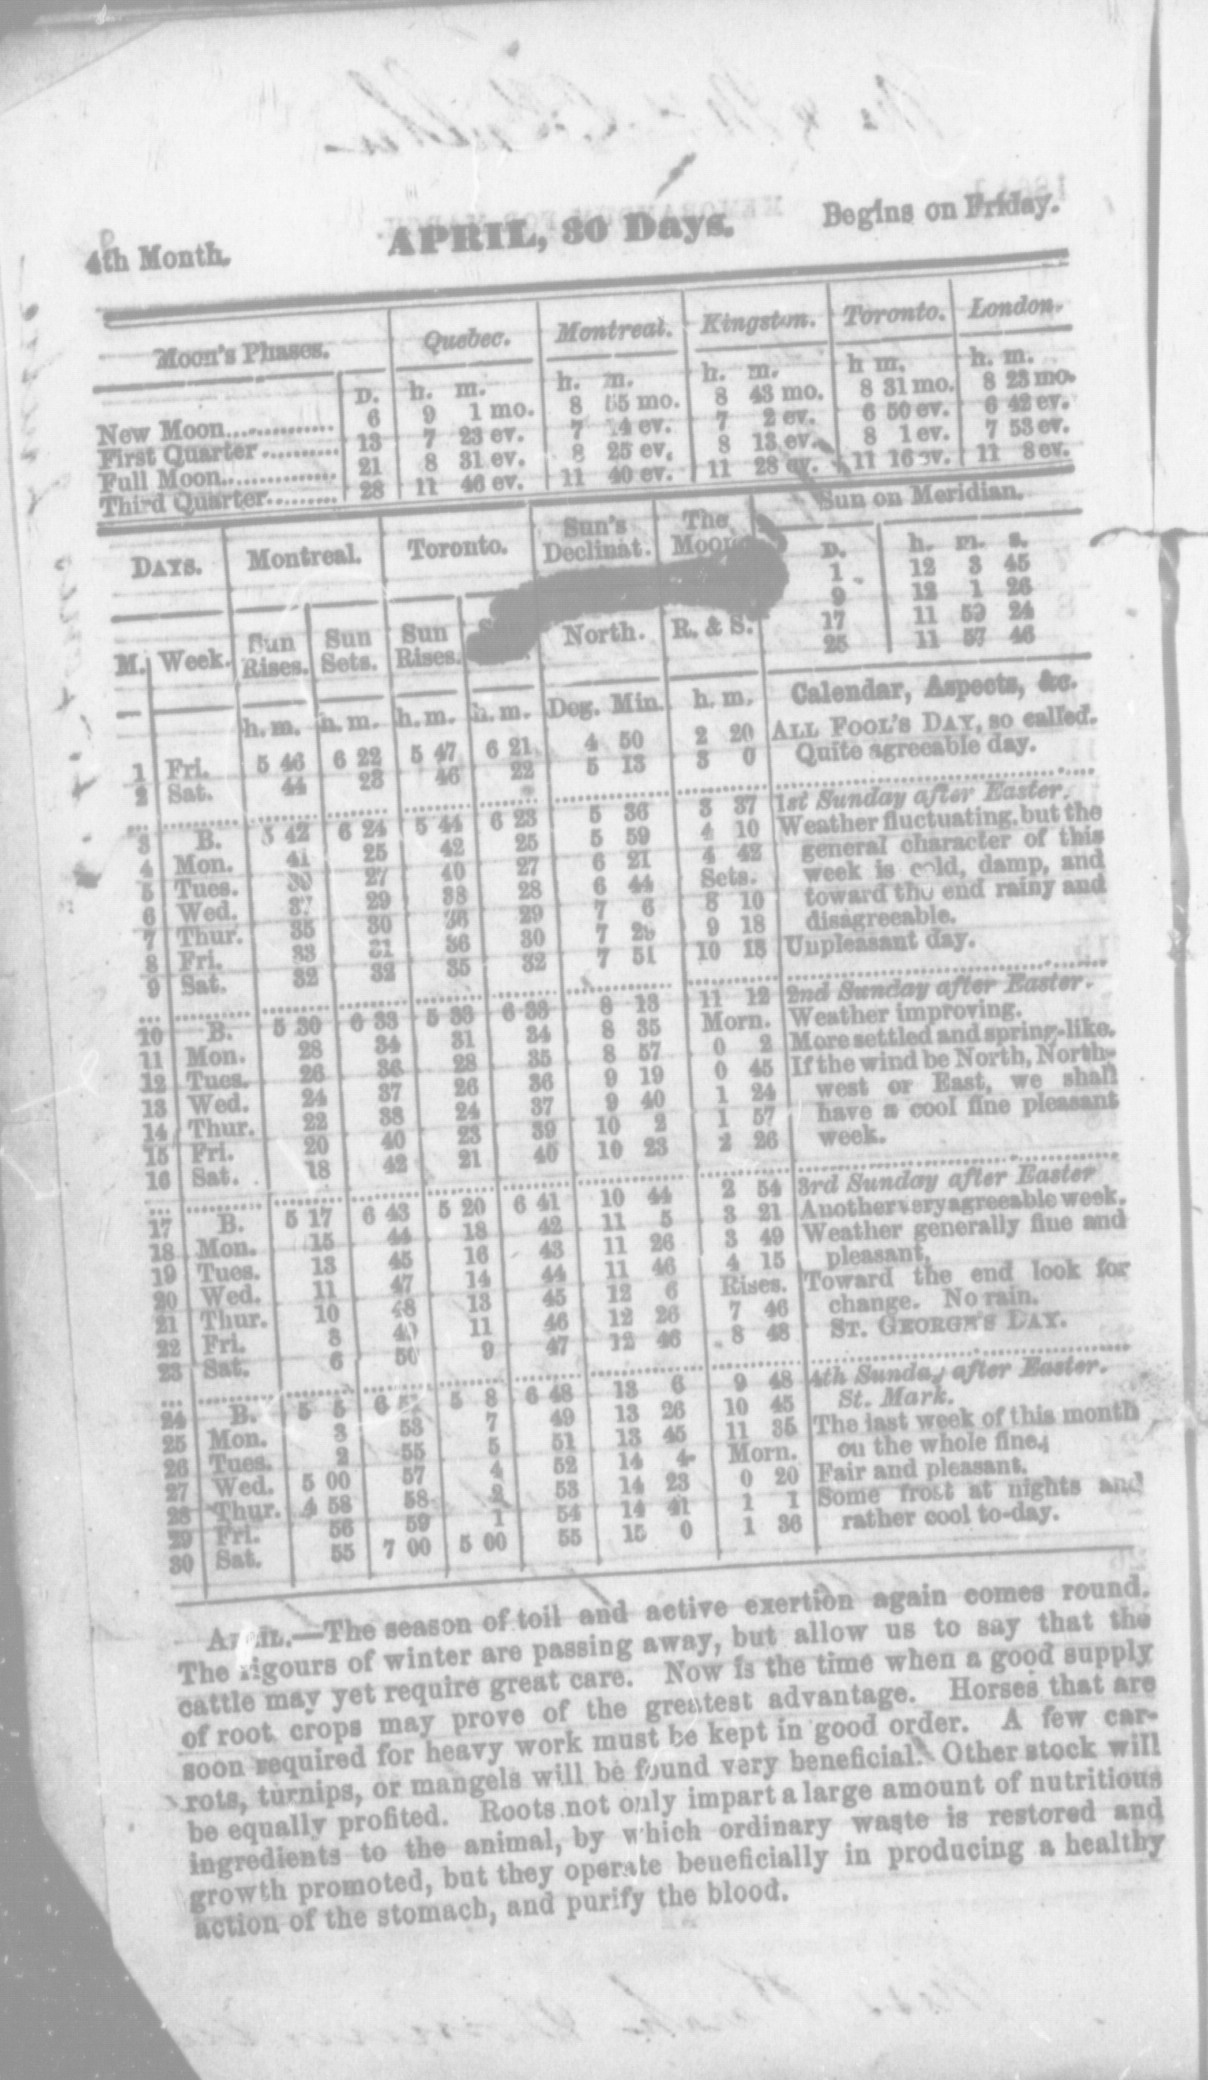 4th Month. APRIL, 30 Days. Begins on Friday.
Moon's Phases. Quebec. Montreal. Kingston. Toronto. London.
D. h. m. h. m. h. m. h m. h. m.
New Moon.............. 6 9 1 mo. 8 55 mo. 8 43 mo. 8 31 mo. 8 23 mo.
First Quarter.......... 13 7 23 ev. 7 4 ev. 7 2 ev. 6 50 ev. 6 42 ev.
Full Moon.............. 21 8 31 ev. 8 25 ev. 8 13 ev. 8 1 ev. 7 53 ev.
Third Quarter......... 28 11 46 ev. 11 40 ev. 11 28 ev. 11 16 ev. 11 8 ev.
DAYS. Montreal. Toronto. Sun's Declinat. The Moon Sun on Meridian.
D. h. m. s.
1 12 3 45
9 12 1 26
17 11 59 24
25 11 57 46
M. Week. Sun Rises. Sun Sets. Sun Rises. North. R. & S.
h. m. h. m. h. m. h. m. Deg. Min. h. m. Calendar, Aspects, &c.
1 Fri. 5 46 6 22 5 47 6 21 4 50 2 20 ALL FOOL'S DAY, so called.
2 Sat. 44 23 46 22 5 13 3 0 Quite agreeable day.
3 B. 5 42 6 24 5 44 6 23 5 36 3 37 1st Sunday after Easter.
4 Mon. 41 25 42 25 5 59 4 10 Weather fluctuating, but the
5 Tues. 39 27 40 27 6 21 4 42 general character of this
6 Wed. 37 29 38 28 6 44 Sets. week is cold, damp, and
7 Thur. 35 30 36 29 7 6 8 10 toward the end rainy and
8 Fri. 33 31 36 30 7 29 9 18 disagreeable.
9 Sat. 32 32 35 32 7 51 10 18 Unpleasant day.
10 B. 5 30 6 33 5 33 6 33 8 13 11 12 2nd Sunday after Easter.
11 Mon. 28 34 31 34 8 35 Morn. Weather improving.
12 Tues. 26 36 28 35 8 57 0 2 More settled and spring-like.
13 Wed. 24 37 26 36 9 19 0 45 If the wind be North, North-
14 Thur. 22 38 24 37 9 40 1 24 west or East, we shall
15 Fri. 20 40 23 39 10 2 1 57 have a cool fine pleasant
16 Sat. 18 42 21 40 10 23 2 26 week.
17 B. 5 17 6 43 5 20 6 41 10 44 2 54 3rd Sunday after Easter
18 Mon. 15 44 18 42 11 5 3 21 Another very agreeable week.
19 Tues. 13 45 16 43 11 26 3 49 Weather generally fine and
20 Wed. 11 47 14 44 11 46 4 15 pleasant.
21 Thur. 10 48 13 45 12 6 Rises. Toward the end look for
22 Fri. 8 49 11 46 12 26 7 46 change. No rain.
23 Sat. 6 50 9 47 12 46 8 48 ST. GEORGE'S DAY.
24 B. 5 5 6 5 8 6 48 13 6 9 48 4th Sunday after Easter.
25 Mon. 3 53 7 49 13 26 10 45 St. Mark.
26 Tues. 2 55 5 51 13 45 11 35 The last week of this month
27 Wed. 5 00 57 4 52 14 4 Morn. on the whole fine.
28 Thur. 4 58 58 2 53 14 23 0 20 Fair and pleasant.
29 Fri. 56 59 1 54 14 41 1 1 Some frost at nights and
30 Sat. 55 7 00 5 00 55 15 0 1 36 rather cool to-day.
APRIL.—The season of toil and active exertion again comes round.
The rigours of winter are passing away, but allow us to say that the
cattle may yet require great care. Now is the time when a good supply
of root crops may prove of the greatest advantage. Horses that are
soon required for heavy work must be kept in good order. A few car-
rots, turnips, or mangels will be found very beneficial. Other stock will
be equally profited. Roots not only impart a large amount of nutritious
ingredients to the animal, by which ordinary waste is restored and
growth promoted, but they operate beneficially in producing a healthy
action of the stomach, and purify the blood.